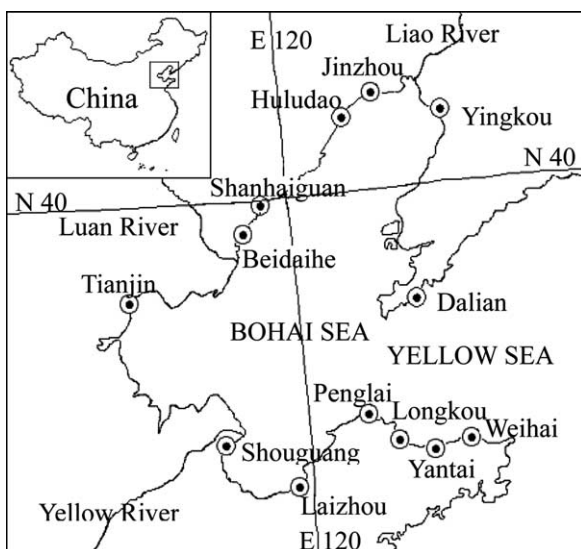 E 120
Liao River
Jinzhou
Huludao
China
Yingkou
N 40
Shanhaiguan
N 40
Luan River
Beidaihe
Tianjin
Dalian
BOHAI SEA
YELLOW SEA
Penglai
Longkou
Weihai
Shouguang
Yantai
Laizhou
Yellow River
E 120